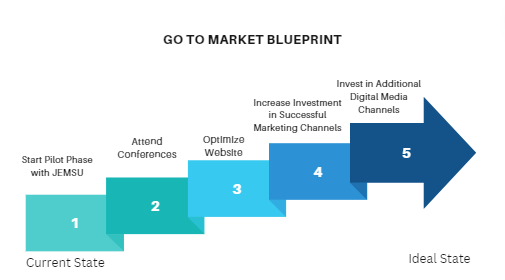 GO TO MARKET BLUEPRINT
Start Pilot Phase
with JEMSU
1
Attend
Conferences
2
Optimize
Website
3
Increase Investment
in Successful
Marketing Channels
4
Invest in Additional
Digital Media
Channels
5
Current State
Ideal State